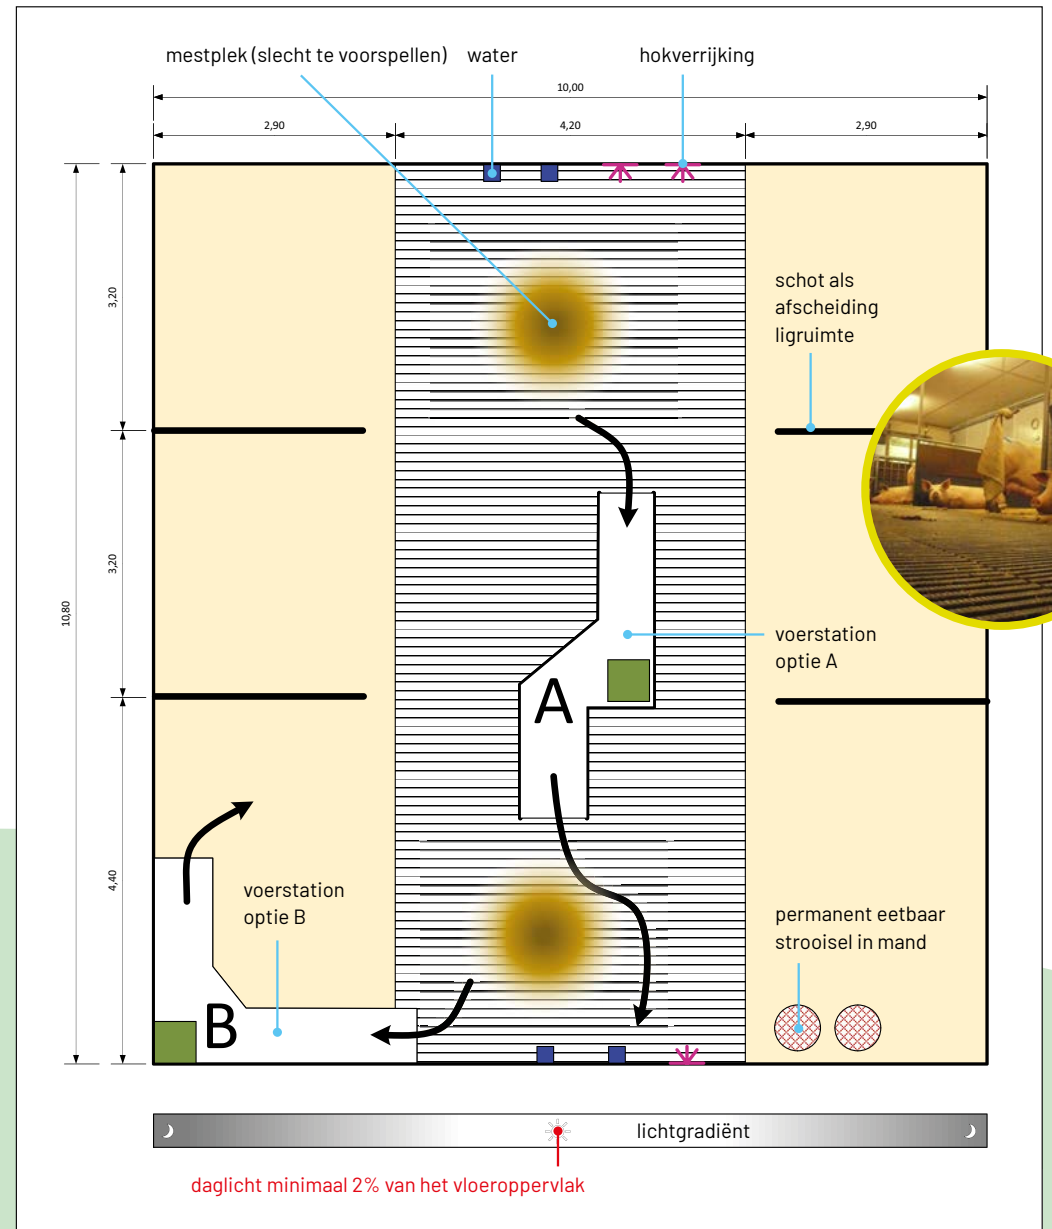 mestplek (slecht te voorspellen)
water
hokverrijking
10,00
2,90
4,20
2,90
3,20
schot als
afscheiding
ligruimte
3,20
10,80
voerstation
optie A
A
4,40
voerstation
optie B
permanent eetbaar
strooisel in mand
B
lichtgradiënt
daglicht minimaal 2% van het vloeroppervlak